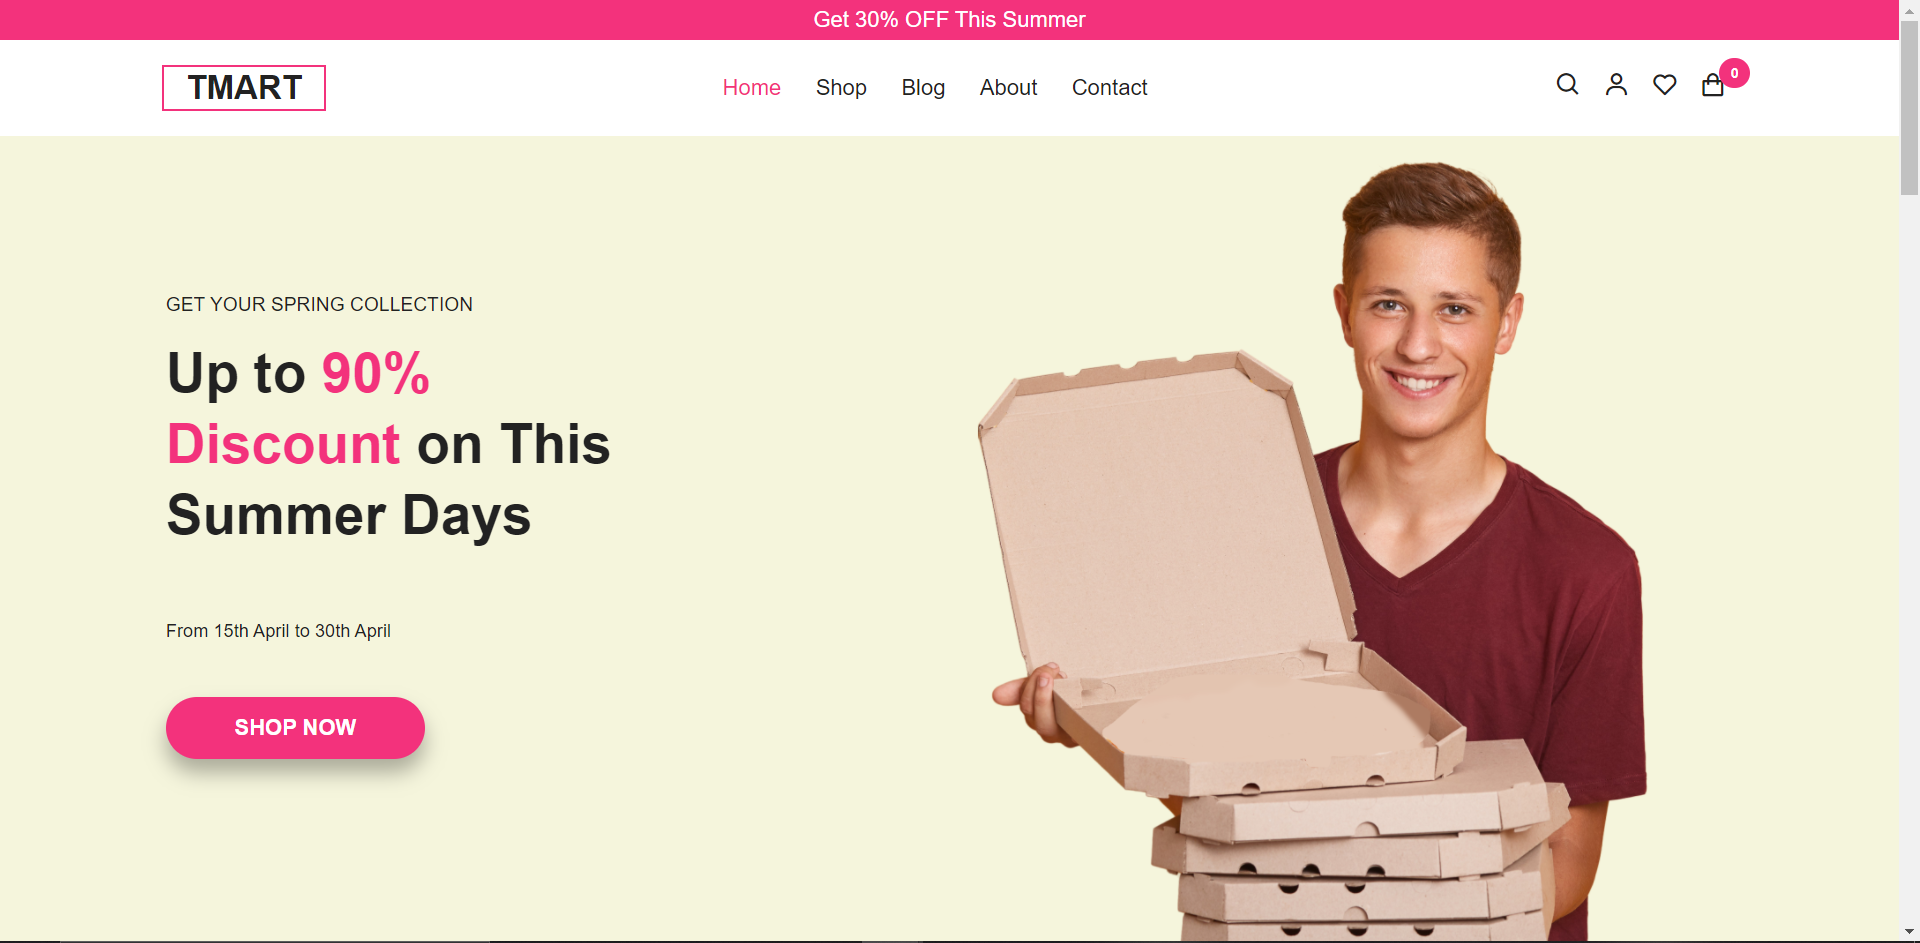 Get 30% OFF This Summer
TMART
Home Shop Blog About Contact
0
GET YOUR SPRING COLLECTION
Up to 90%
Discount on This
Summer Days
From 15th April to 30th April
SHOP NOW